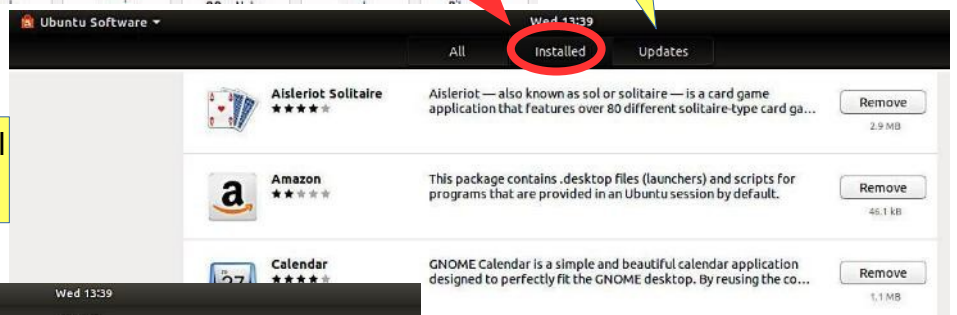 Ubuntu Software
Wed 13:39
All Installed Updates
Aisleriot Solitaire
Aisleriot — also known as sol or solitaire — is a card game
application that features over 80 different solitaire-type card ga...
Remove
2.9 MB
Amazon
This package contains .desktop files (launchers) and scripts for
programs that are provided in an Ubuntu session by default.
Remove
46.1 kB
Calendar
GNOME Calendar is a simple and beautiful calendar application
designed to perfectly fit the GNOME desktop. By reusing the co...
Remove
1.1 MB
27
Wed 13:39